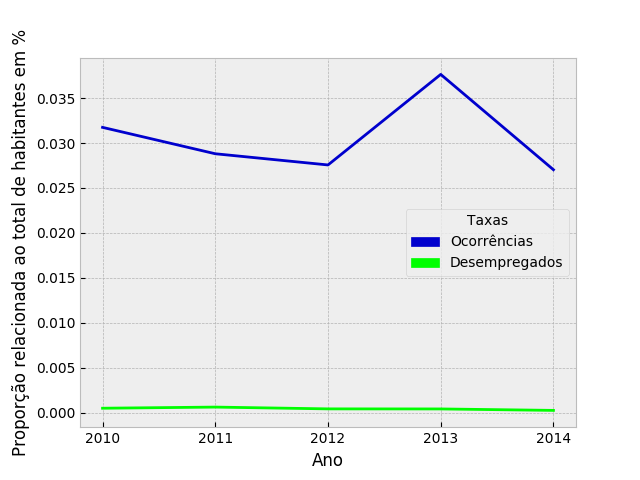 Proporção relacionada ao total de habitantes em %
0.035
0.030
0.025
0.020
0.015
0.010
0.005
0.000
Taxas
Ocorrências
Desempregados
2010 2011 2012 2013 2014
Ano